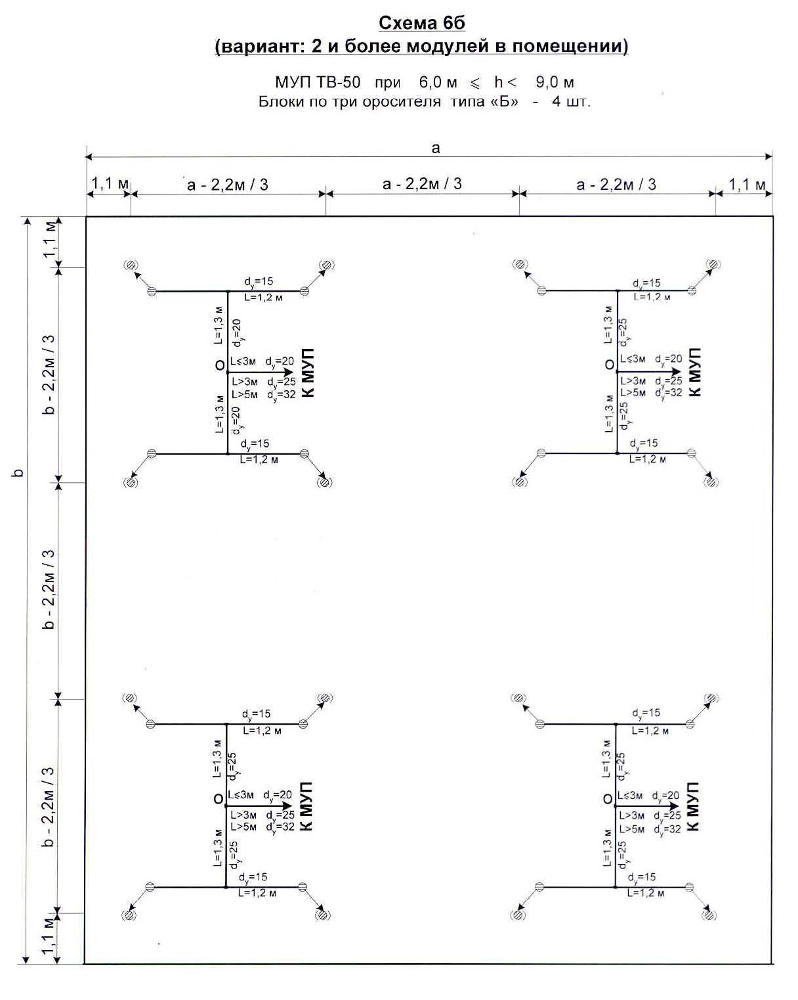 Схема 6б
(вариант: 2 и более модулей в помещении)
МУП ТВ-50 при 6,0 м ⩽ h < 9,0 м
Блоки по три оросителя типа «Б» - 4 шт.
a
1,1 м
a - 2,2м / 3
a - 2,2м / 3
a - 2,2м / 3
1,1 м
b
1,1 м
b - 2,2м / 3
b - 2,2м / 3
b - 2,2м / 3
1,1 м
dy=15
L=1,2 м
L=1,3 м
dy=20
O
L⩽3м dy=20
L>3м dy=25
L>5м dy=32
К МУП
L=1,3 м
dy=20
dy=15
L=1,2 м
dy=15
L=1,2 м
L=1,3 м
dy=25
O
L⩽3м dy=20
L>3м dy=25
L>5м dy=32
К МУП
L=1,3 м
dy=25
dy=15
L=1,2 м
dy=15
L=1,2 м
L=1,3 м
dy=25
O
L⩽3м dy=20
L>3м dy=25
L>5м dy=32
К МУП
L=1,3 м
dy=25
dy=15
L=1,2 м
dy=15
L=1,2 м
L=1,3 м
dy=25
O
L⩽3м dy=20
L>3м dy=25
L>5м dy=32
К МУП
L=1,3 м
dy=25
dy=15
L=1,2 м